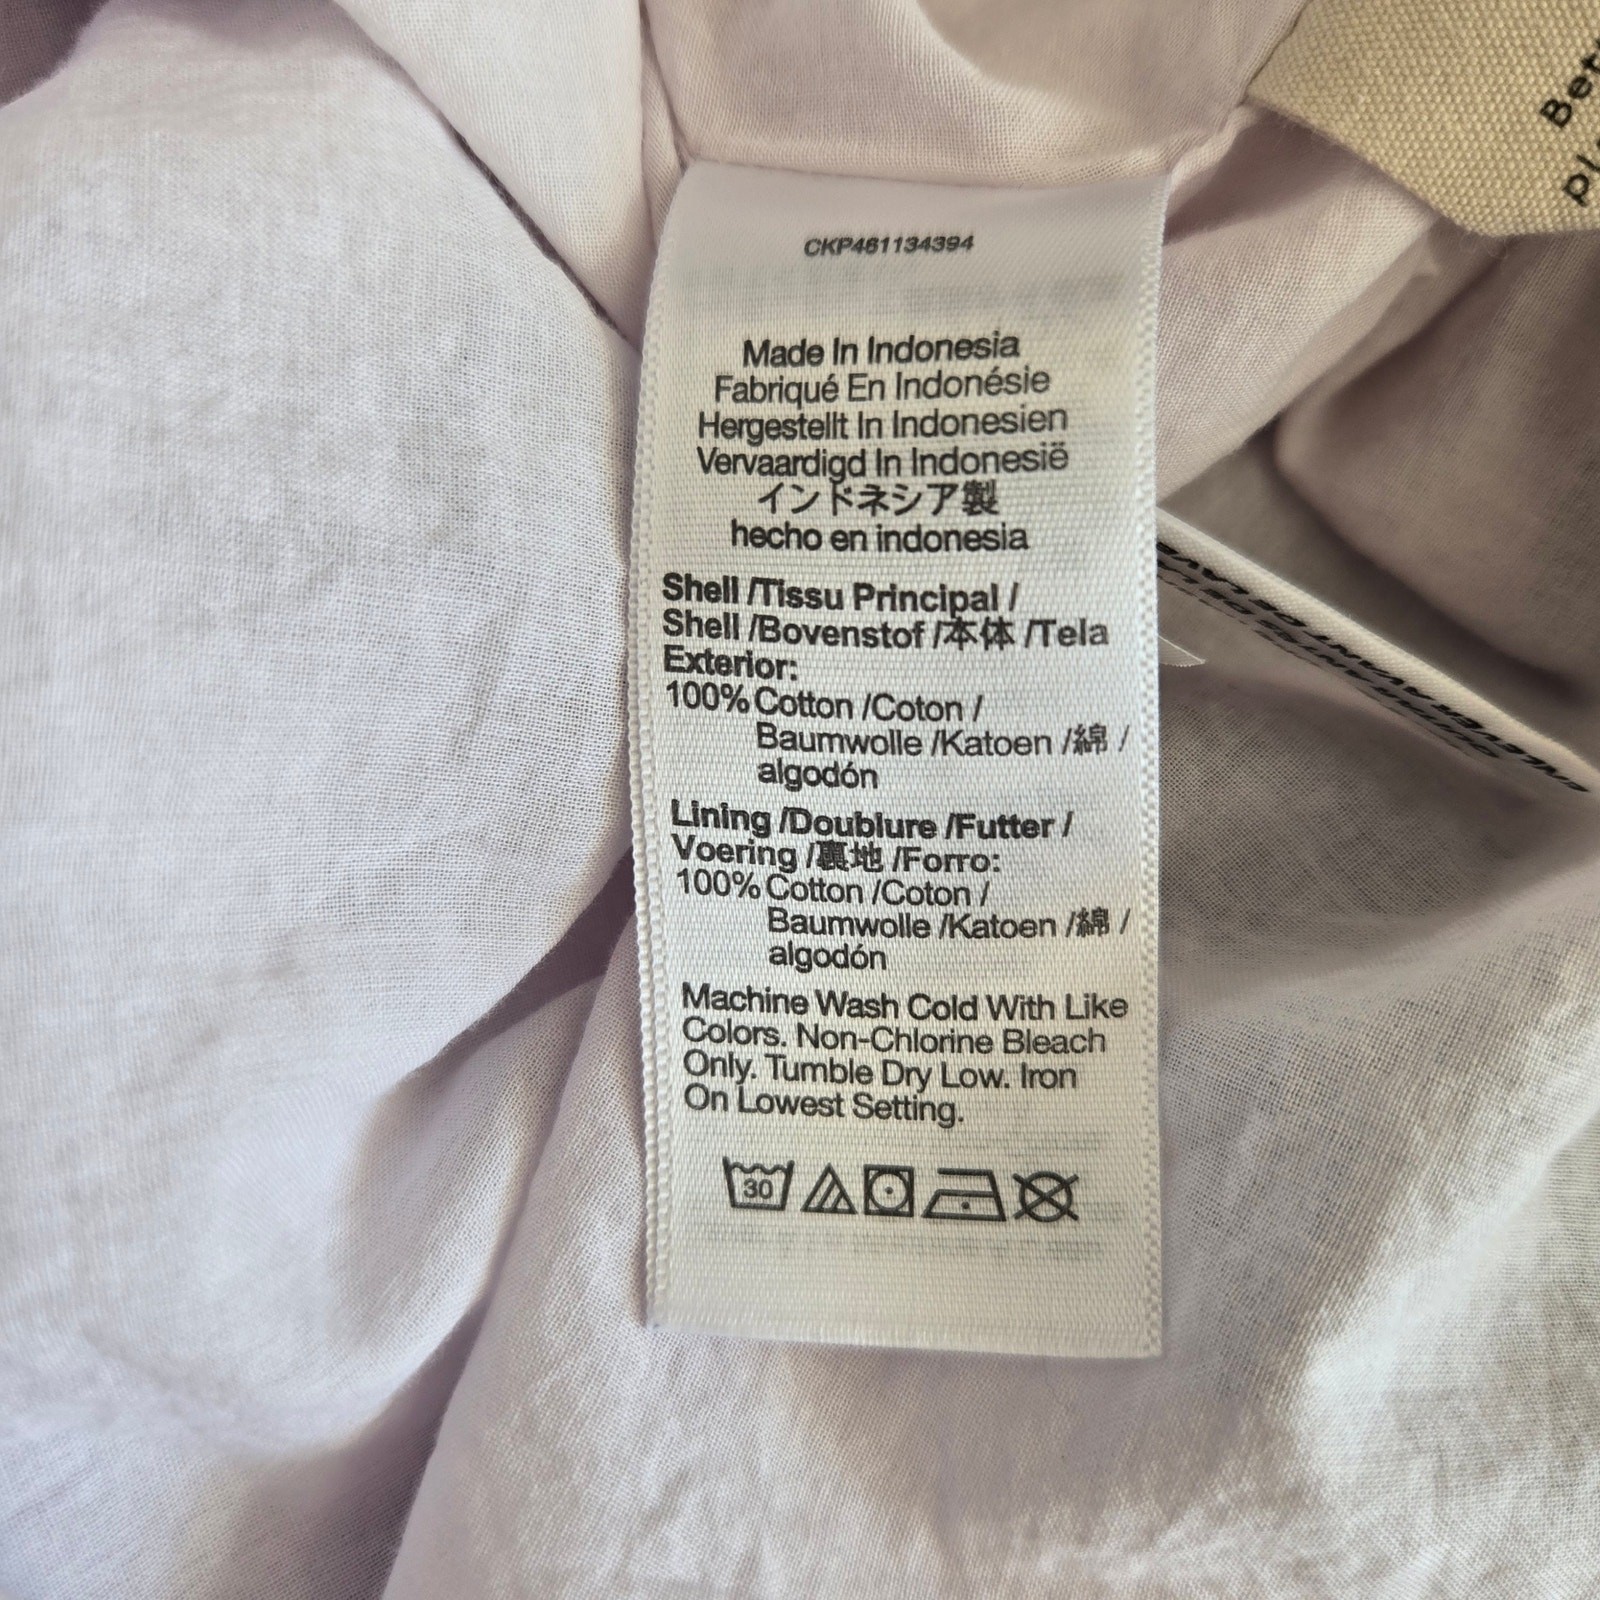 CKP461134394
Made In Indonesia
Fabriqué En Indonésie
Hergestellt In Indonesien
Vervaardigd In Indonesië
インドネシア製
hecho en indonesia
Shell /Tissu Principal /
Shell /Bovenstof /本体 /Tela
Exterior:
100% Cotton /Coton /
Baumwolle /Katoen /綿 /
algodón
Lining /Doublure /Futter /
Voering /裏地 /Forro:
100% Cotton /Coton /
Baumwolle /Katoen /綿 /
algodón
Machine Wash Cold With Like
Colors. Non-Chlorine Bleach
Only. Tumble Dry Low. Iron
On Lowest Setting.
30